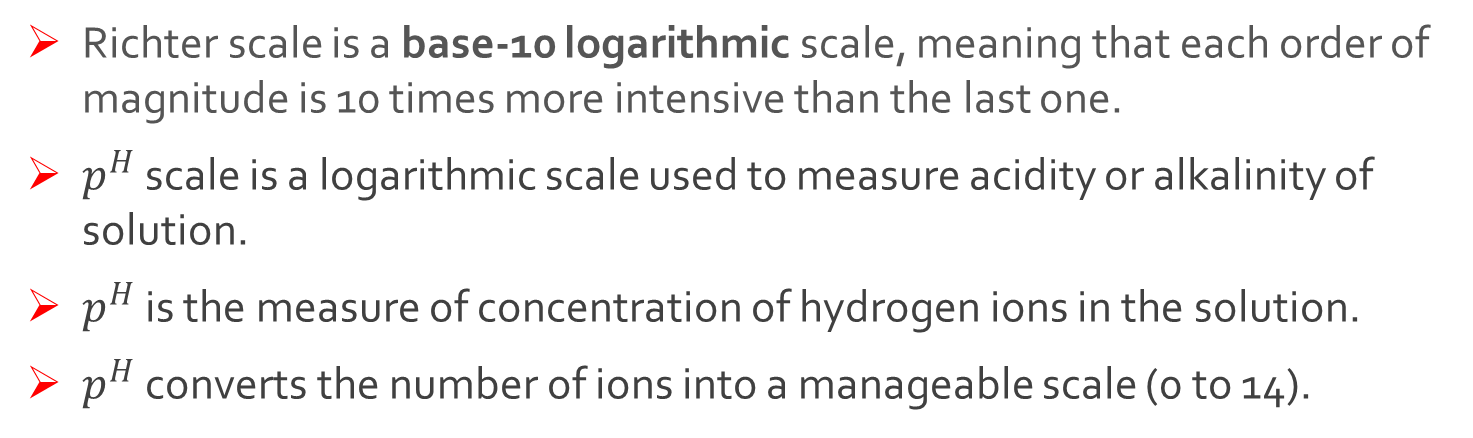 ➢ Richter scale is a base-10 logarithmic scale, meaning that each order of
magnitude is 10 times more intensive than the last one.
➢ $p^H$ scale is a logarithmic scale used to measure acidity or alkalinity of
solution.
➢ $p^H$ is the measure of concentration of hydrogen ions in the solution.
➢ $p^H$ converts the number of ions into a manageable scale (0 to 14).